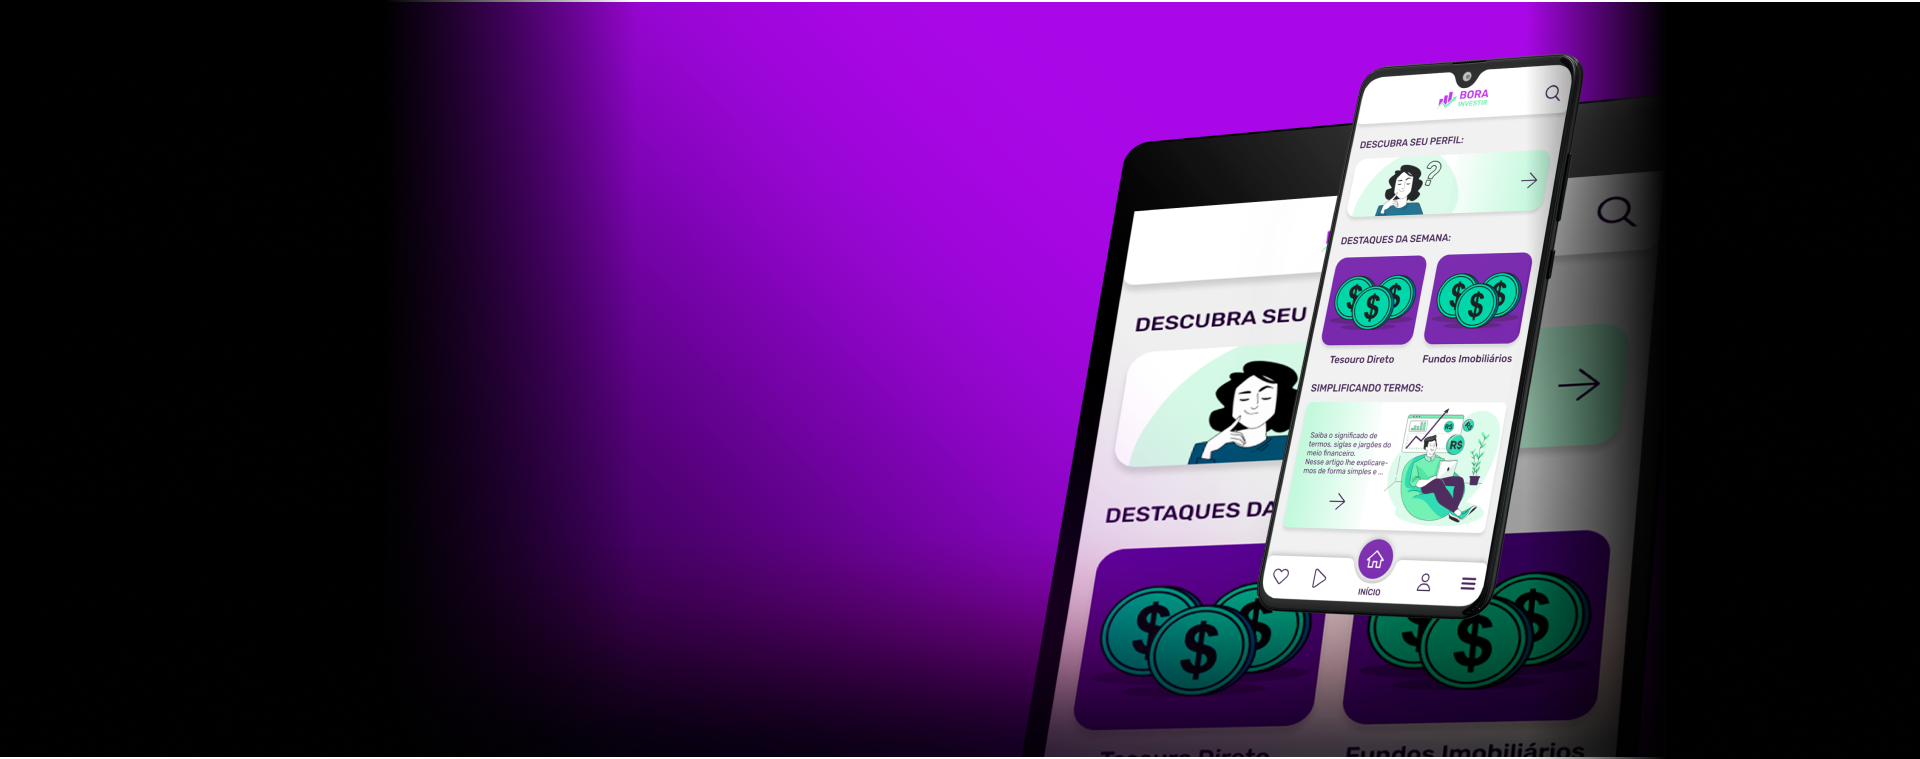 BORA
INVESTIR
DESCUBRA SEU PERFIL:
?
DESTAQUES DA SEMANA:
$ $ $
$ $ $
Tesouro Direto
Fundos Imobiliários
SIMPLIFICANDO TERMOS:
Saiba o significado de
termos, siglas e jargões do
meio financeiro.
Nesse artigo lhe explicare-
mos de forma simples e ...
R$ R$
R$
INÍCIO
DESCUBRA SEU
DESTAQUES DA
$ $ $
$ $ $
Tesouro Direto
Fundos Imobiliários